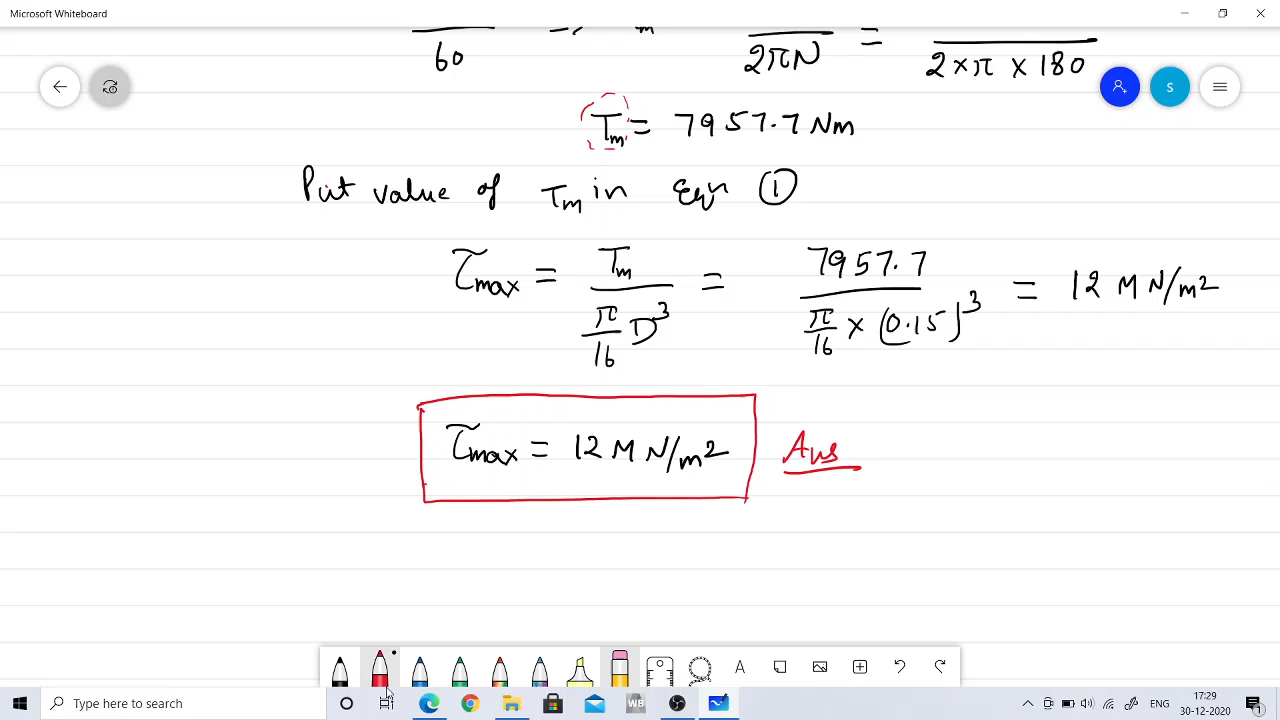 Microsoft Whiteboard
60 ⇒ m 2πN = 2×π×180
S
Tm = 7957.7 Nm
Put value of Tm in Eqn ①
τmax = Tm / π/16 D³ = 7957.7 / π/16 × (0.15)³ = 12 M N/m²
τmax = 12 M N/m² Ans
A
Type here to search
WB
ENG
17:29
30-12-2020
1